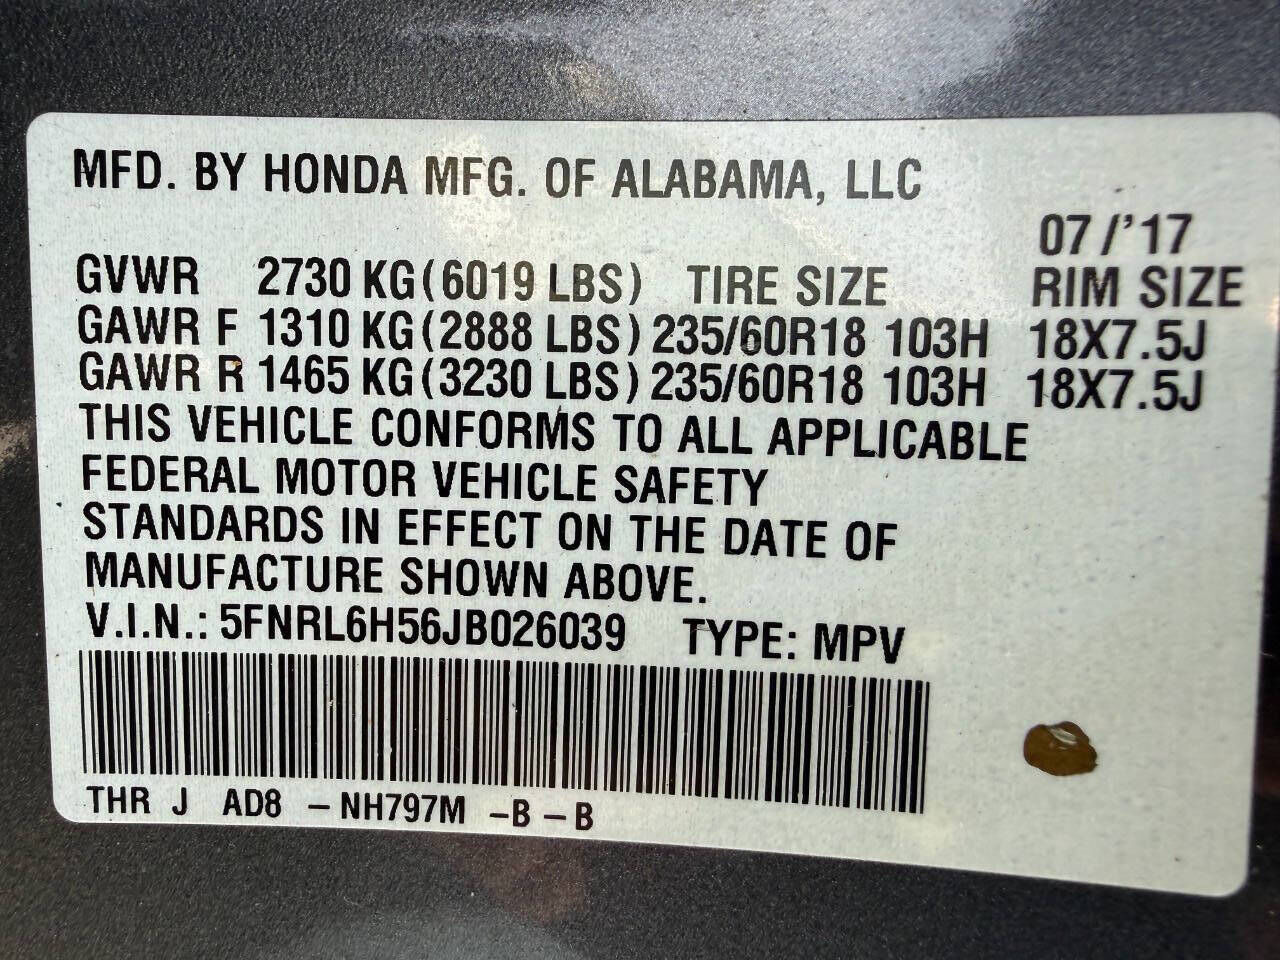 MFD. BY HONDA MFG. OF ALABAMA, LLC
07/'17
GVWR 2730 KG (6019 LBS) TIRE SIZE RIM SIZE
GAWR F 1310 KG (2888 LBS) 235/60R18 103H 18X7.5J
GAWR R 1465 KG (3230 LBS) 235/60R18 103H 18X7.5J
THIS VEHICLE CONFORMS TO ALL APPLICABLE
FEDERAL MOTOR VEHICLE SAFETY
STANDARDS IN EFFECT ON THE DATE OF
MANUFACTURE SHOWN ABOVE.
V.I.N.: 5FNRL6H56JB026039 TYPE: MPV
THR J AD8 – NH797M –B – B